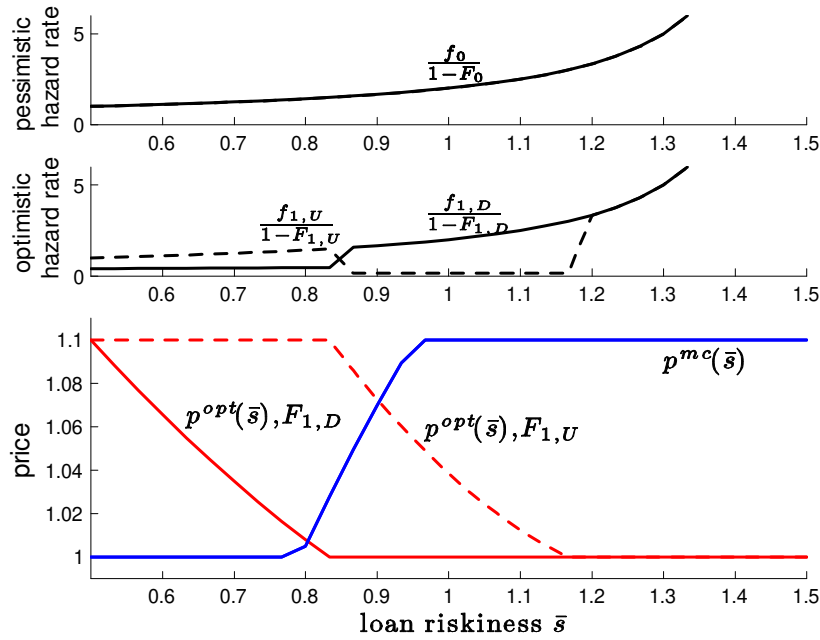 pessimistic
hazard rate
5
0
f₀ / 1−F₀
0.6 0.7 0.8 0.9 1 1.1 1.2 1.3 1.4 1.5
optimistic
hazard rate
5
0
f₁,U / 1−F₁,U
f₁,D / 1−F₁,D
0.6 0.7 0.8 0.9 1 1.1 1.2 1.3 1.4 1.5
price
1.1
1.08
1.06
1.04
1.02
1
pᵐᶜ(s̄)
pᵒᵖᵗ(s̄), F₁,D
pᵒᵖᵗ(s̄), F₁,U
0.6 0.7 0.8 0.9 1 1.1 1.2 1.3 1.4 1.5
loan riskiness s̄